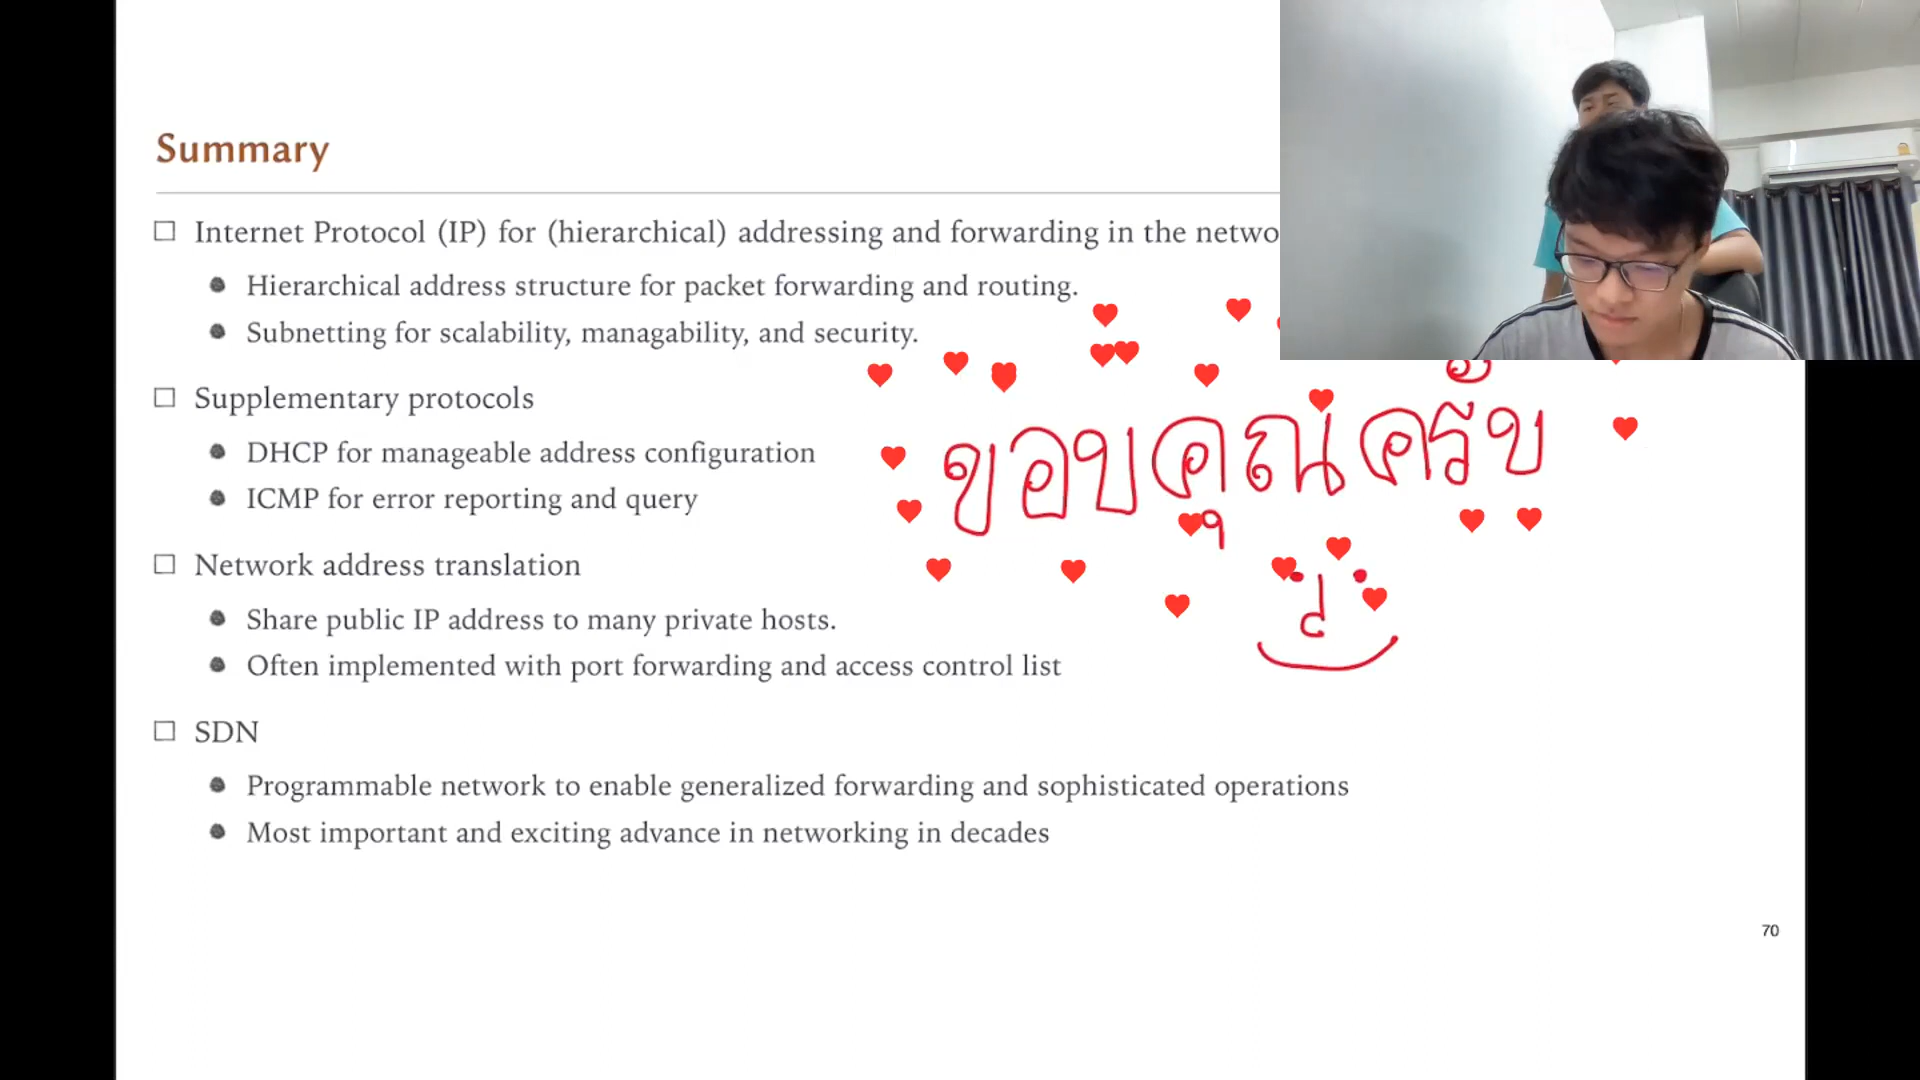 Summary
Internet Protocol (IP) for (hierarchical) addressing and forwarding in the
Hierarchical address structure for packet forwarding and routing.
Subnetting for scalability, managability, and security.
Supplementary protocols
DHCP for manageable address configuration
ICMP for error reporting and query
ขอบคุณครับ
Network address translation
Share public IP address to many private hosts.
Often implemented with port forwarding and access control list
SDN
Programmable network to enable generalized forwarding and sophisticated operations
Most important and exciting advance in networking in decades
70